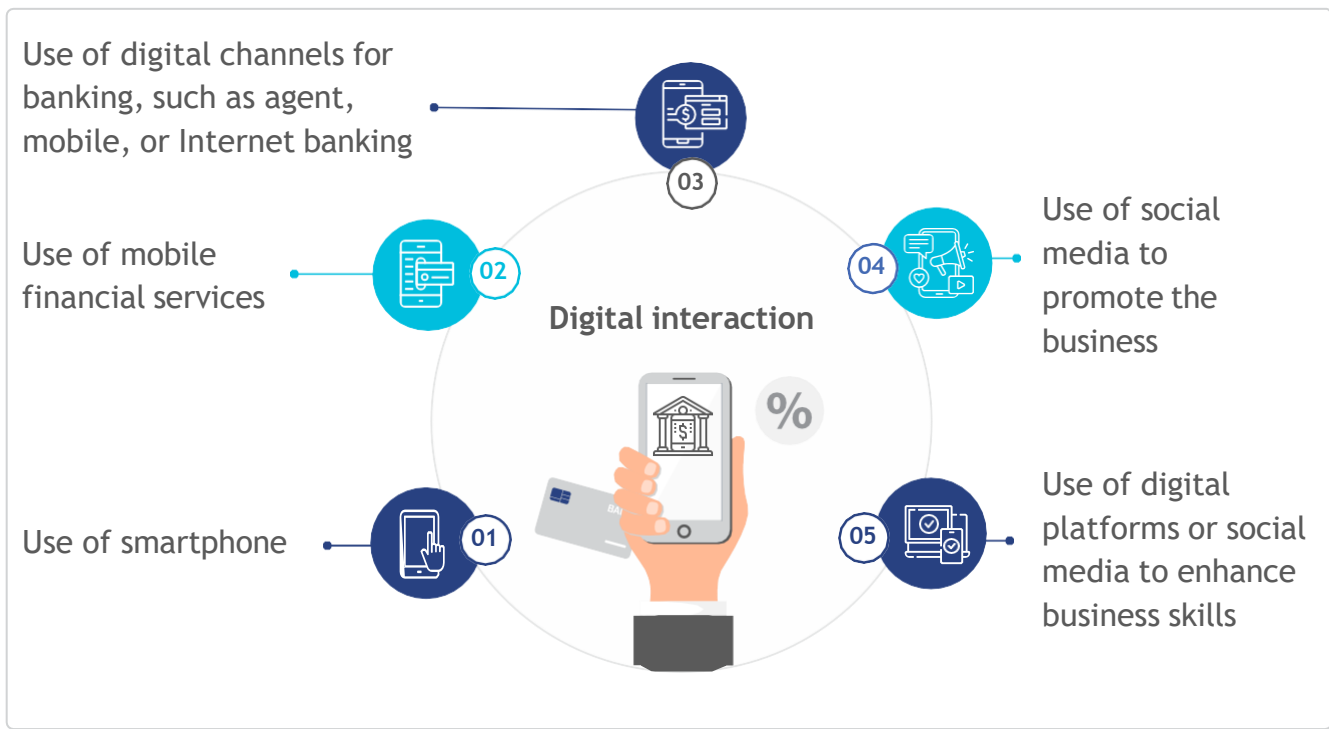 Use of digital channels for
banking, such as agent,
mobile, or Internet banking
03
Use of mobile
financial services
02
04
Use of social
media to
promote the
business
Digital interaction
%
Use of smartphone
01
05
Use of digital
platforms or social
media to enhance
business skills